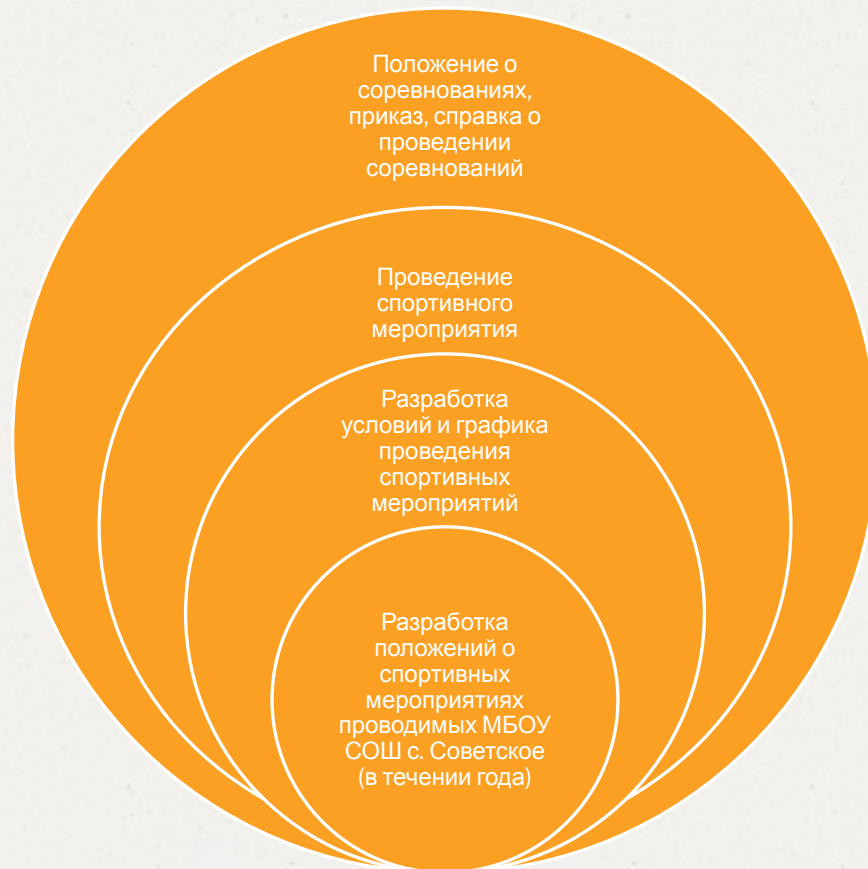 Положение о
соревнованиях,
приказ, справка о
проведении
соревнований
Проведение
спортивного
мероприятия
Разработка
условий и графика
проведения
спортивных
мероприятий
Разработка
положений о
спортивных
мероприятиях
проводимых МБОУ
СОШ с. Советское
(в течении года)